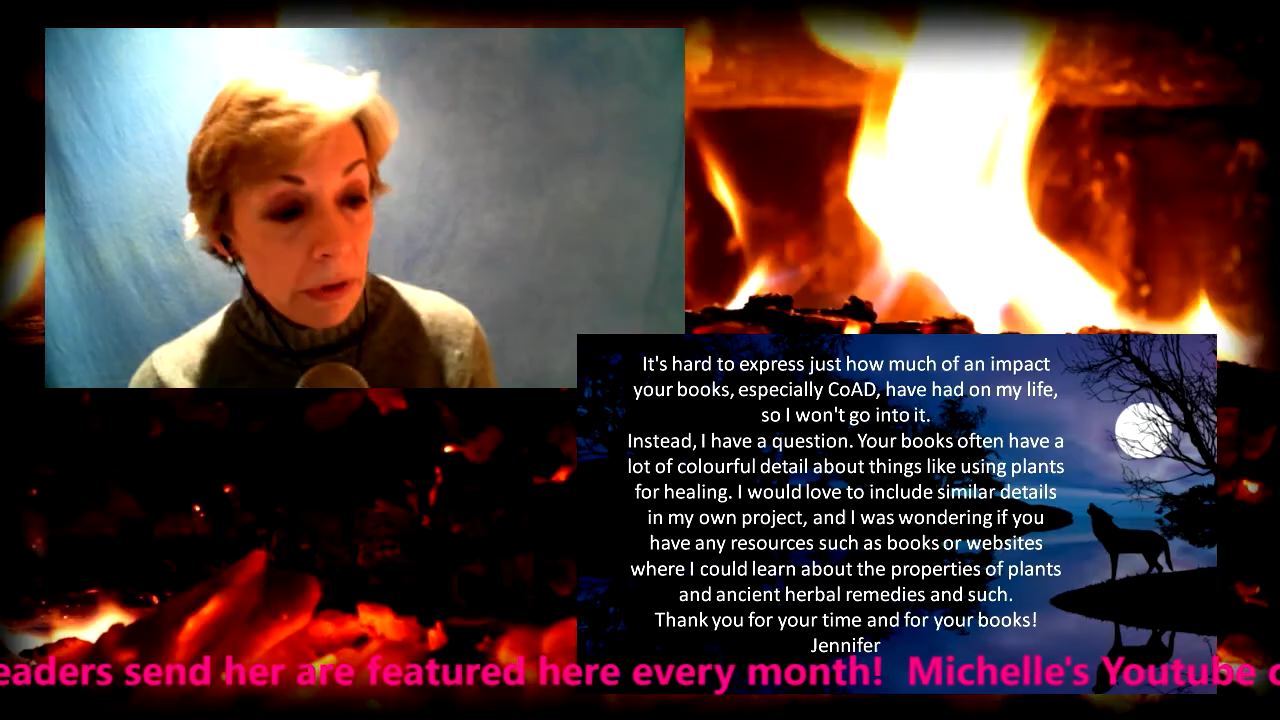 It's hard to express just how much of an impact
your books, especially CoAD, have had on my life,
so I won't go into it.
Instead, I have a question. Your books often have a
lot of colourful detail about things like using plants
for healing. I would love to include similar details
in my own project, and I was wondering if you
have any resources such as books or websites
where I could learn about the properties of plants
and ancient herbal remedies and such.
Thank you for your time and for your books!
Jennifer
eaders send her are featured here every month! Michelle's Youtube c